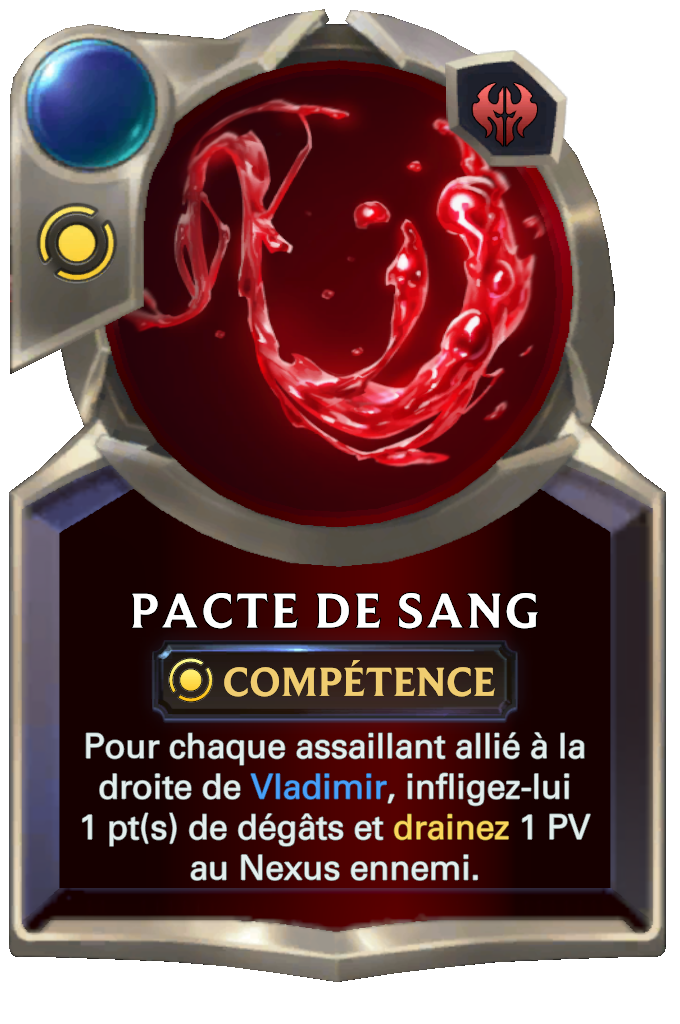 PACTE DE SANG
COMPÉTENCE
Pour chaque assaillant allié à la
droite de Vladimir, infligez-lui
1 pt(s) de dégâts et drainez 1 PV
au Nexus ennemi.